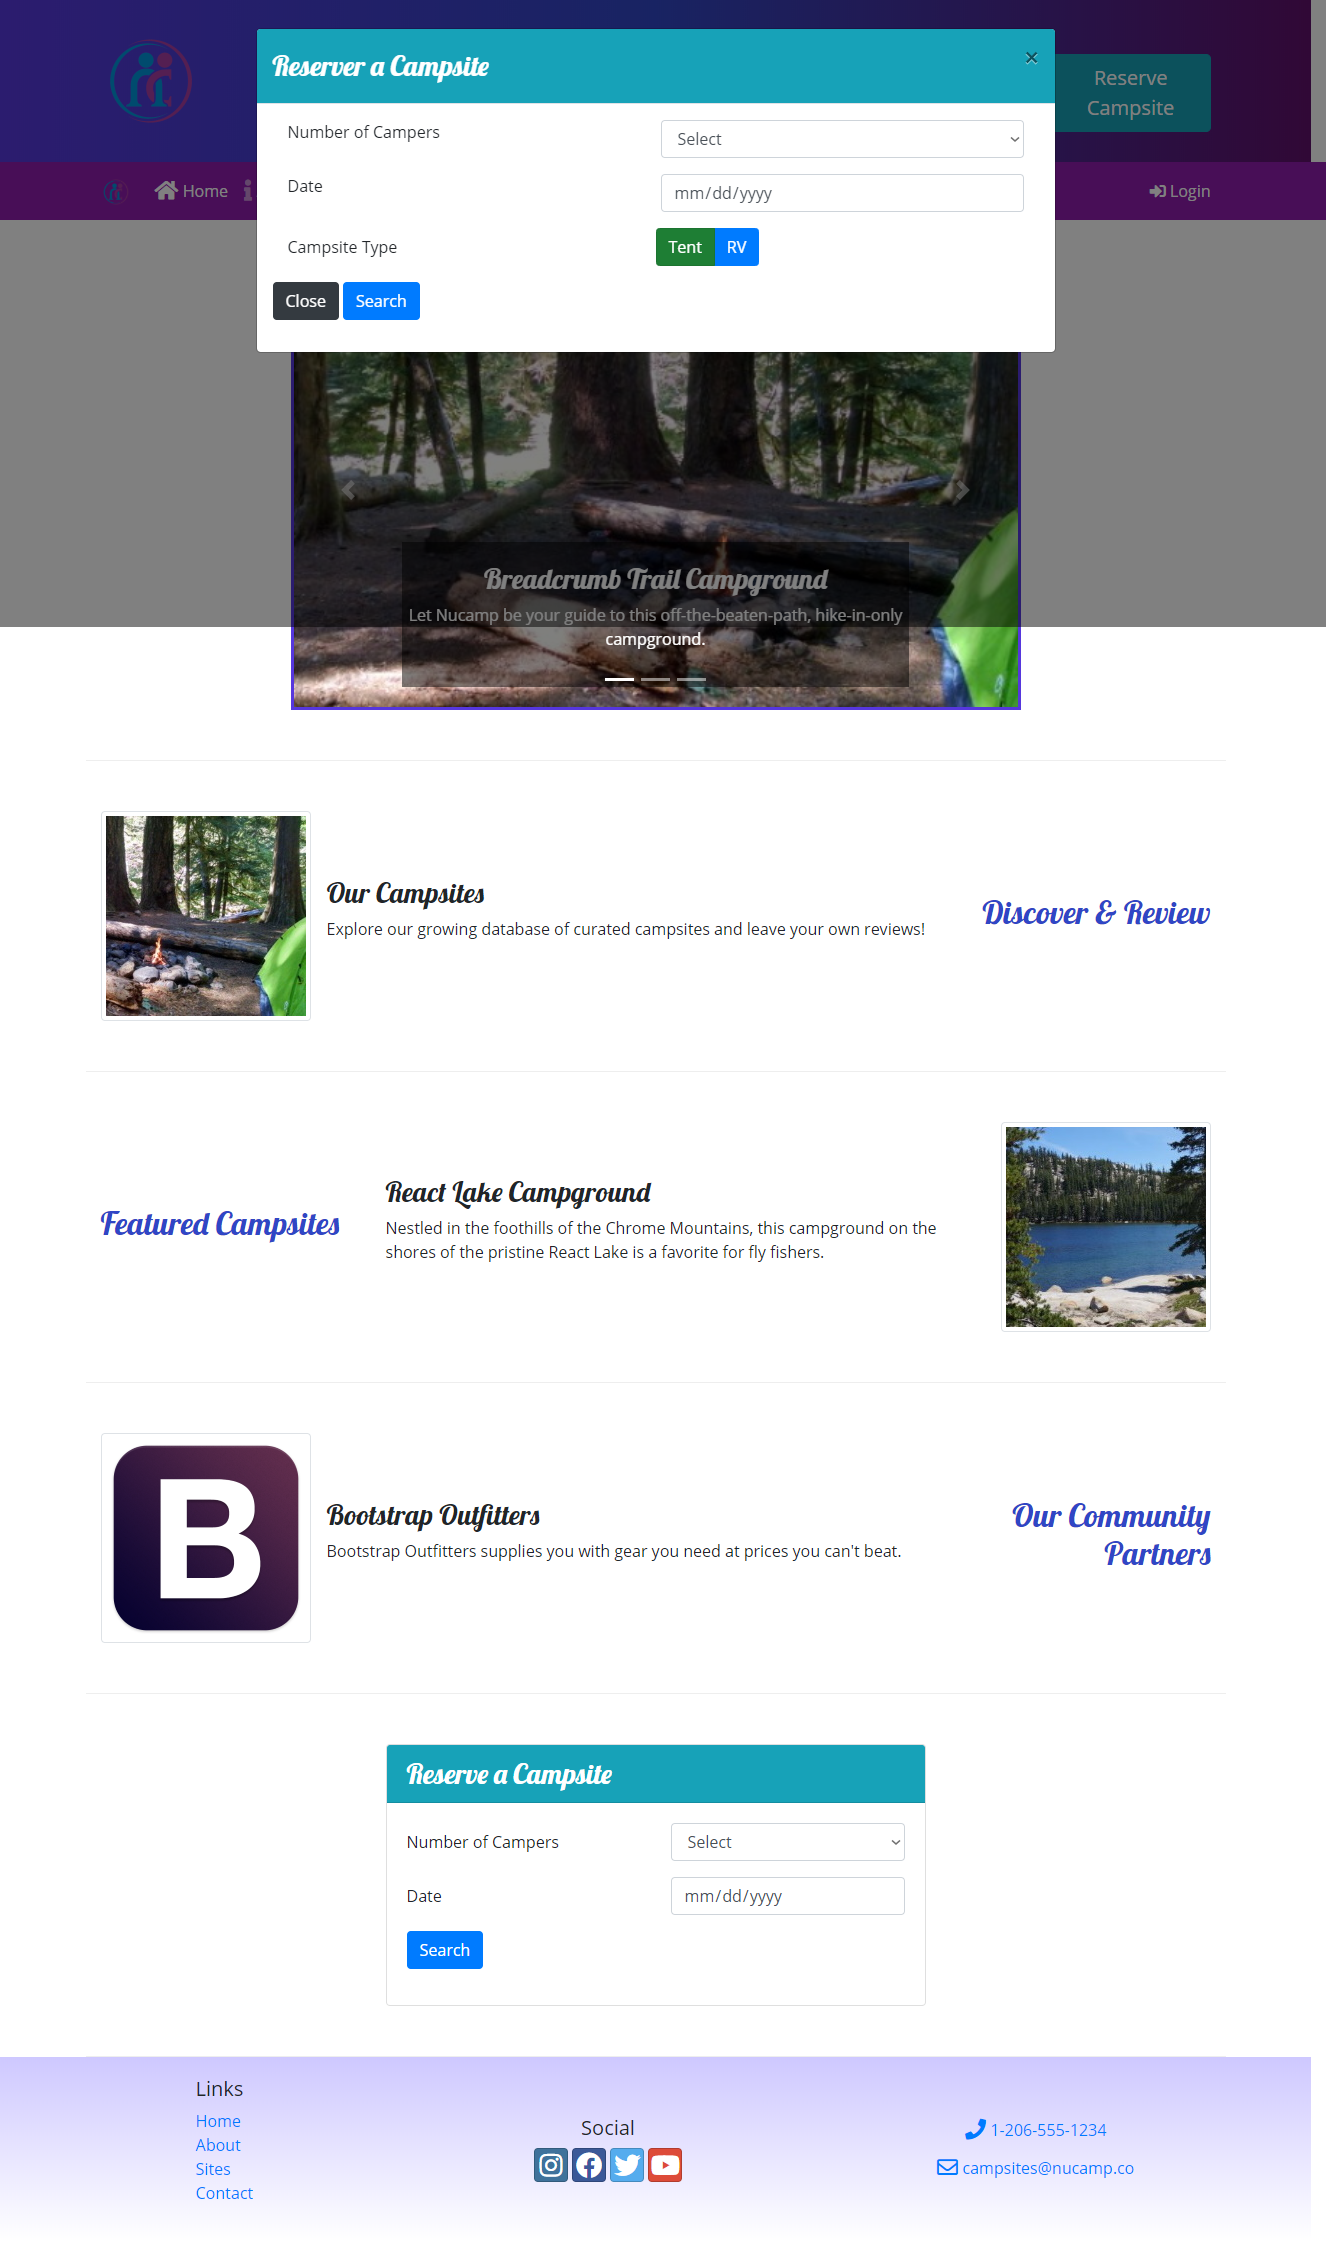 Reserver a Campsite
×
Number of Campers
Select
Date
mm/dd/yyyy
Campsite Type
Tent
RV
Close
Search
Reserve
Campsite
Home
Login
Breadcrumb Trail Campground
Let Nucamp be your guide to this off-the-beaten-path, hike-in-only
campground.
Our Campsites
Explore our growing database of curated campsites and leave your own reviews!
Discover & Review
Featured Campsites
React Lake Campground
Nestled in the foothills of the Chrome Mountains, this campground on the
shores of the pristine React Lake is a favorite for fly fishers.
B
Bootstrap Outfitters
Bootstrap Outfitters supplies you with gear you need at prices you can't beat.
Our Community
Partners
Reserve a Campsite
Number of Campers
Select
Date
mm/dd/yyyy
Search
Links
Home
About
Sites
Contact
Social
1-206-555-1234
campsites@nucamp.co